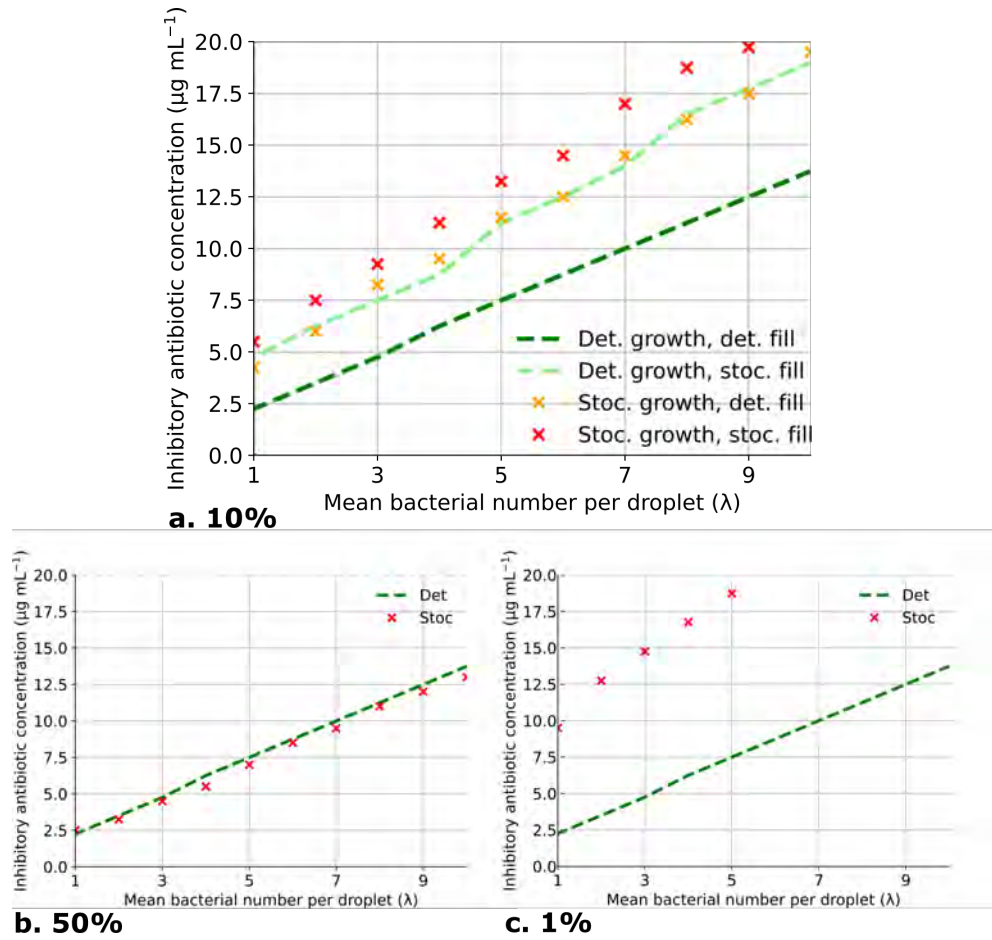 Inhibitory antibiotic concentration (µg mL⁻¹)
20.0
17.5
15.0
12.5
10.0
7.5
5.0
2.5
0.0
Det. growth, det. fill
Det. growth, stoc. fill
Stoc. growth, det. fill
Stoc. growth, stoc. fill
1 3 5 7 9
Mean bacterial number per droplet (λ)
a. 10%
Inhibitory antibiotic concentration (µg mL⁻¹)
20.0
17.5
15.0
12.5
10.0
7.5
5.0
2.5
0.0
Det
Stoc
1 3 5 7 9
Mean bacterial number per droplet (λ)
b. 50%
Inhibitory antibiotic concentration (µg mL⁻¹)
20.0
17.5
15.0
12.5
10.0
7.5
5.0
2.5
0.0
Det
Stoc
1 3 5 7 9
Mean bacterial number per droplet (λ)
c. 1%